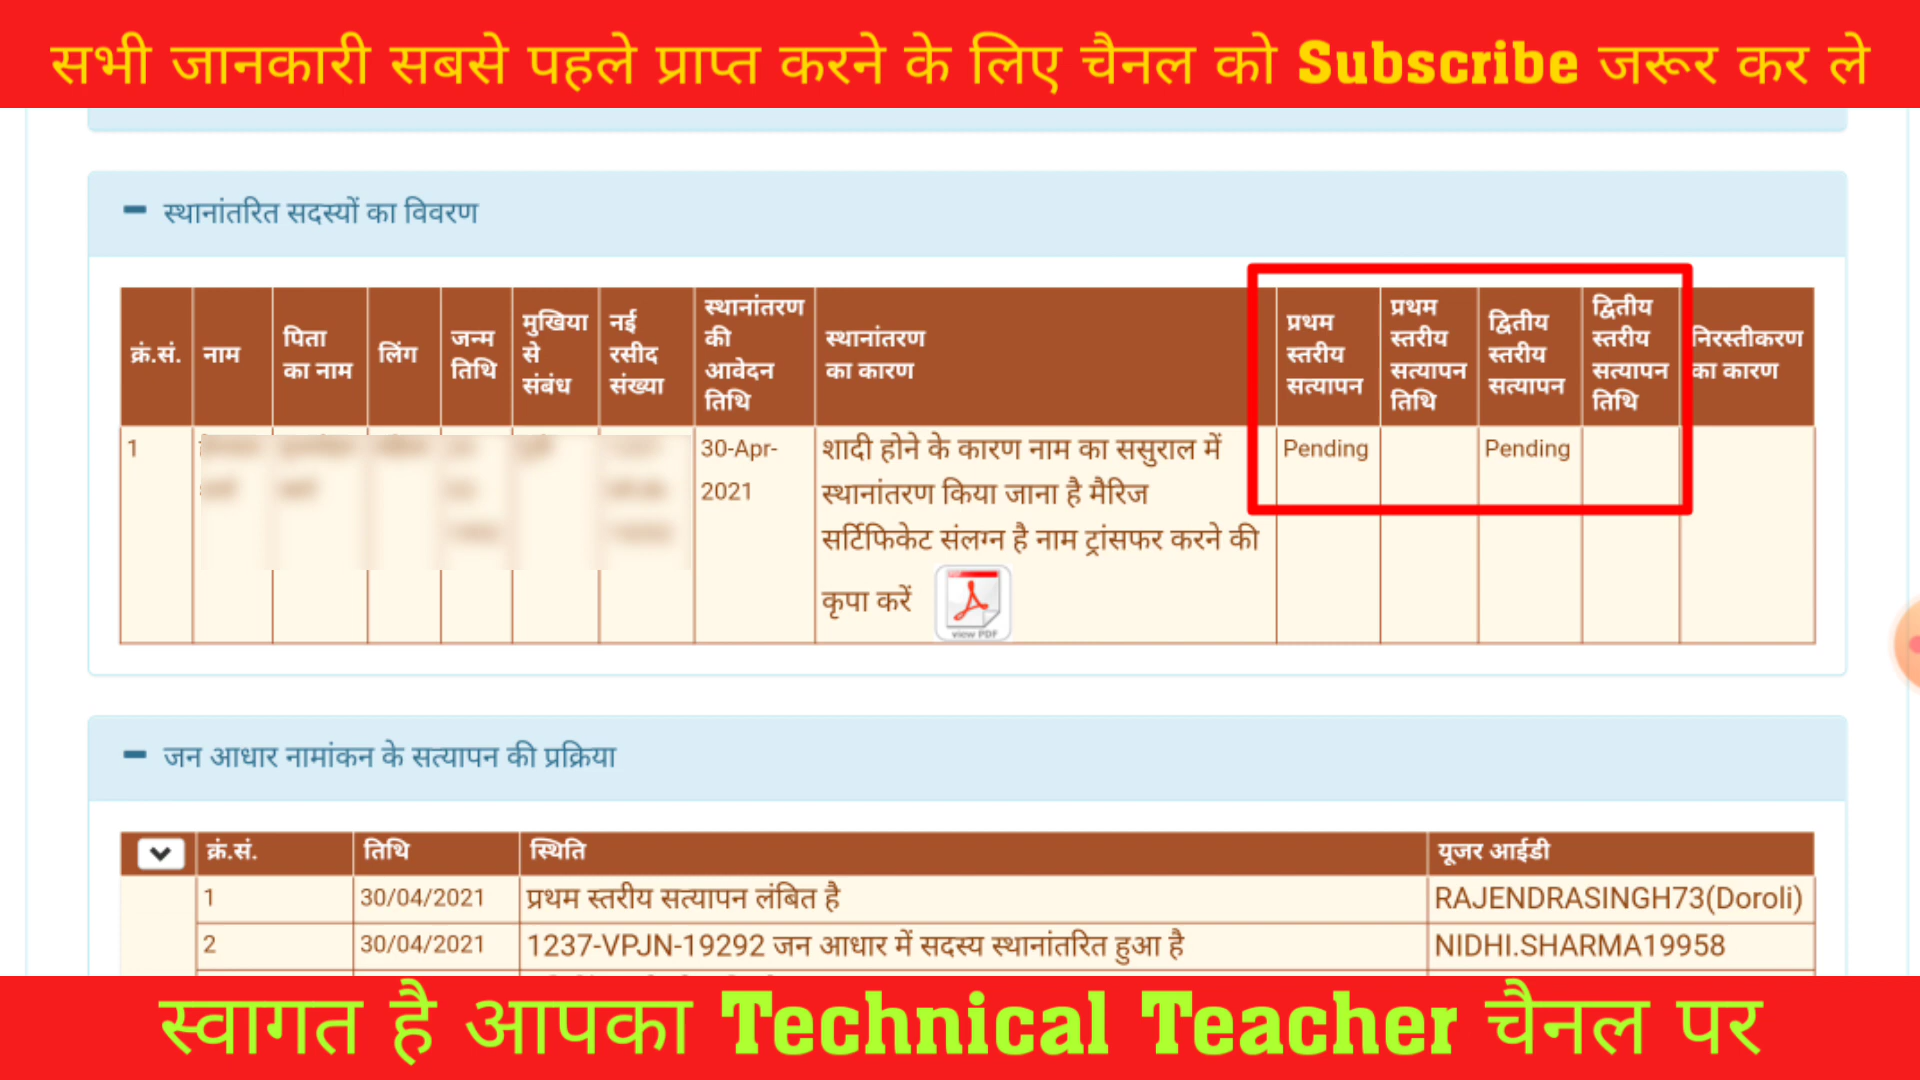 सभी जानकारी सबसे पहले प्राप्त करने के लिए चैनल को Subscribe जरूर कर ले
स्थानांतरित सदस्यों का विवरण
क्रं.सं.
नाम
पिता
का नाम
लिंग
जन्म
तिथि
मुखिया
से
संबंध
नई
रसीद
संख्या
स्थानांतरण
की
आवेदन
तिथि
स्थानांतरण
का कारण
प्रथम
स्तरीय
सत्यापन
प्रथम
स्तरीय
सत्यापन
तिथि
द्वितीय
स्तरीय
सत्यापन
द्वितीय
स्तरीय
सत्यापन
तिथि
निरस्तीकरण
का कारण
1
30-Apr-
2021
शादी होने के कारण नाम का ससुराल में
स्थानांतरण किया जाना है मैरिज
सर्टिफिकेट संलग्न है नाम ट्रांसफर करने की
कृपा करें
view PDF
Pending
Pending
जन आधार नामांकन के सत्यापन की प्रक्रिया
क्रं.सं. तिथि स्थिति यूजर आईडी
1 30/04/2021 प्रथम स्तरीय सत्यापन लंबित है RAJENDRASINGH73(Doroli)
2 30/04/2021 1237-VPJN-19292 जन आधार में सदस्य स्थानांतरित हुआ है NIDHI.SHARMA19958
स्वागत है आपका Technical Teacher चैनल पर